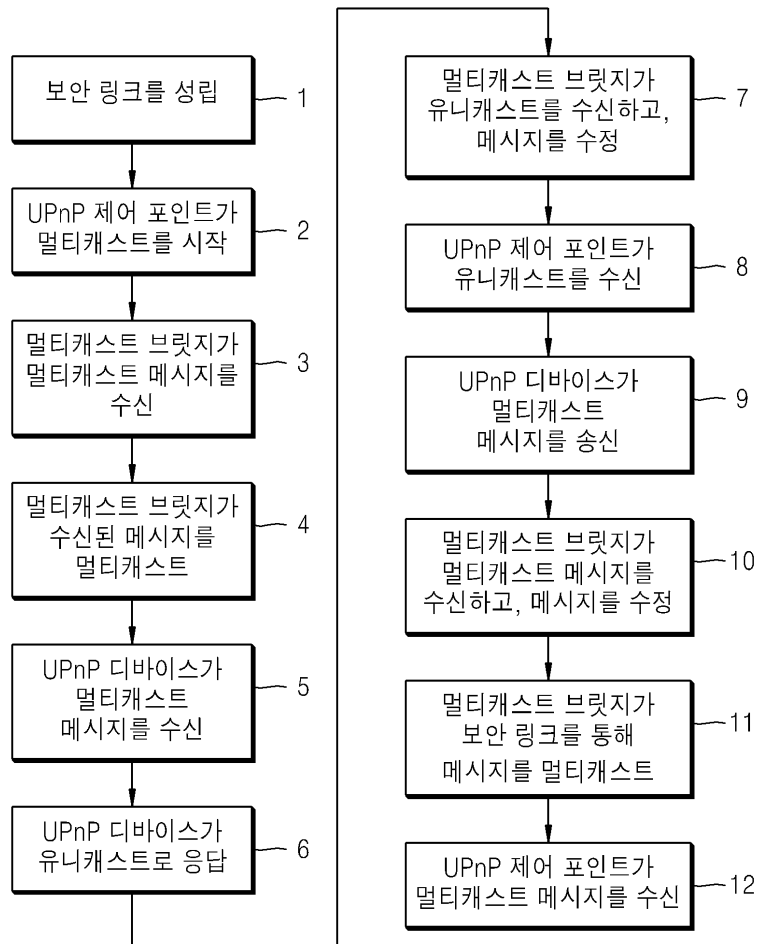 보안 링크를 성립
1
UPnP 제어 포인트가
멀티캐스트를 시작
2
멀티캐스트 브릿지가
멀티캐스트 메시지를
수신
3
멀티캐스트 브릿지가
수신된 메시지를
멀티캐스트
4
UPnP 디바이스가
멀티캐스트
메시지를 수신
5
UPnP 디바이스가
유니캐스트로 응답
6
멀티캐스트 브릿지가
유니캐스트를 수신하고,
메시지를 수정
7
UPnP 제어 포인트가
유니캐스트를 수신
8
UPnP 디바이스가
멀티캐스트
메시지를 송신
9
멀티캐스트 브릿지가
멀티캐스트 메시지를
수신하고, 메시지를 수정
10
멀티캐스트 브릿지가
보안 링크를 통해
메시지를 멀티캐스트
11
UPnP 제어 포인트가
멀티캐스트 메시지를 수신
12